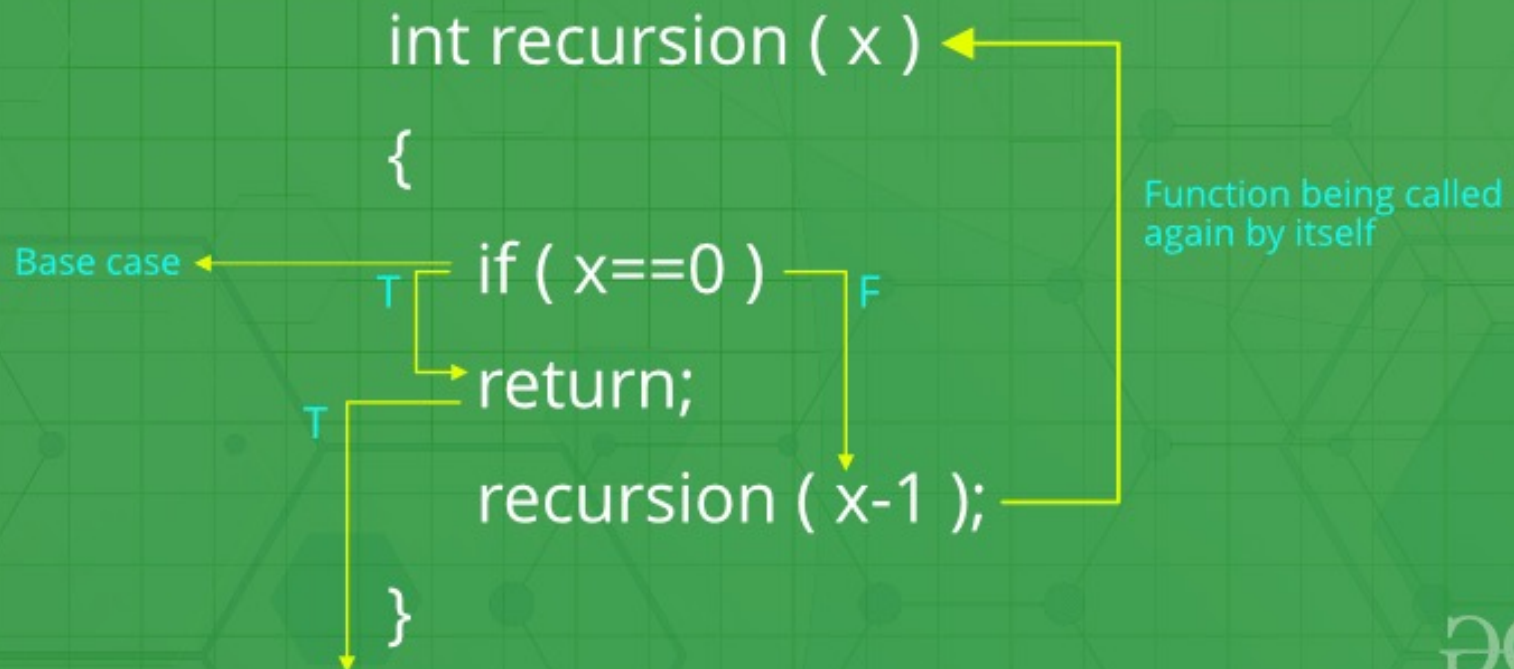 int recursion ( x )
{
Function being called
again by itself
Base case
if ( x==0 )
T
F
return;
T
recursion ( x-1 );
}